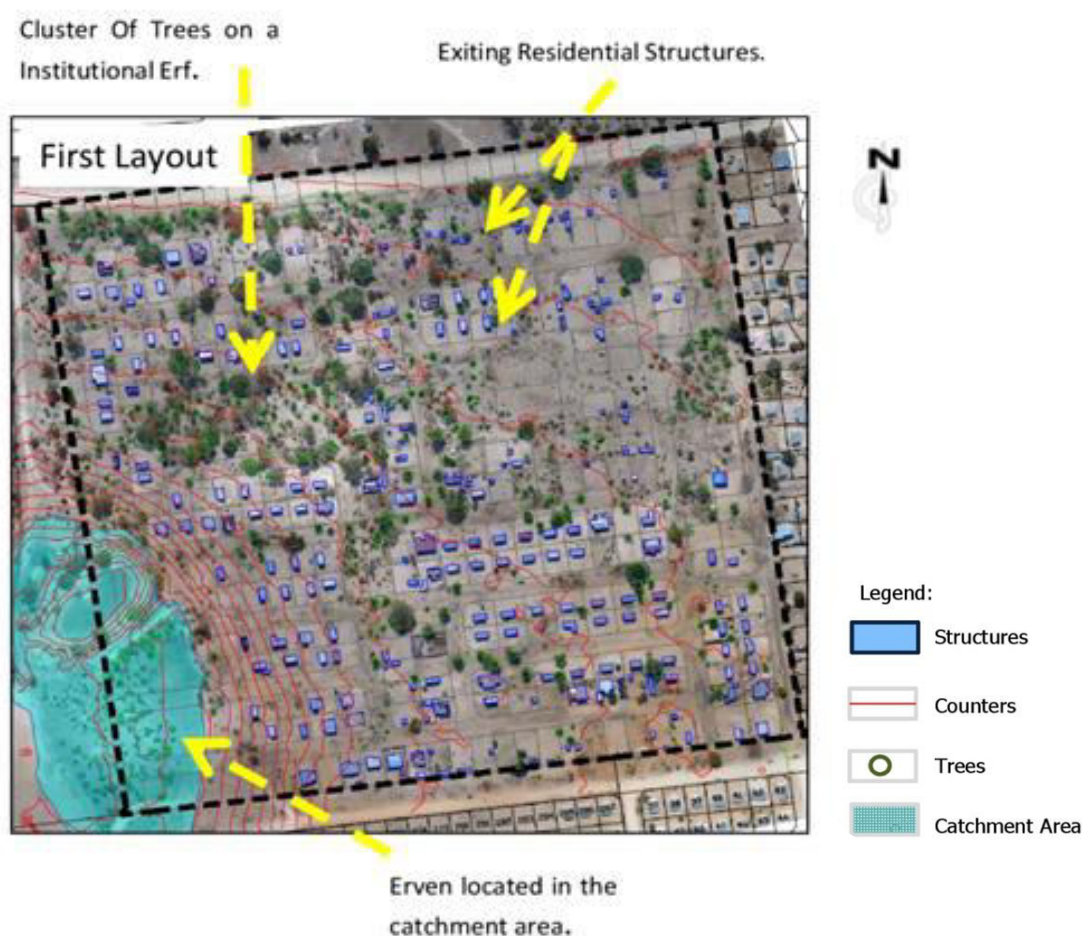 Cluster Of Trees on a
Institutional Erf.
Exiting Residential Structures.
First Layout
N
Legend:
Structures
Counters
Trees
Catchment Area
Erven located in the
catchment area.